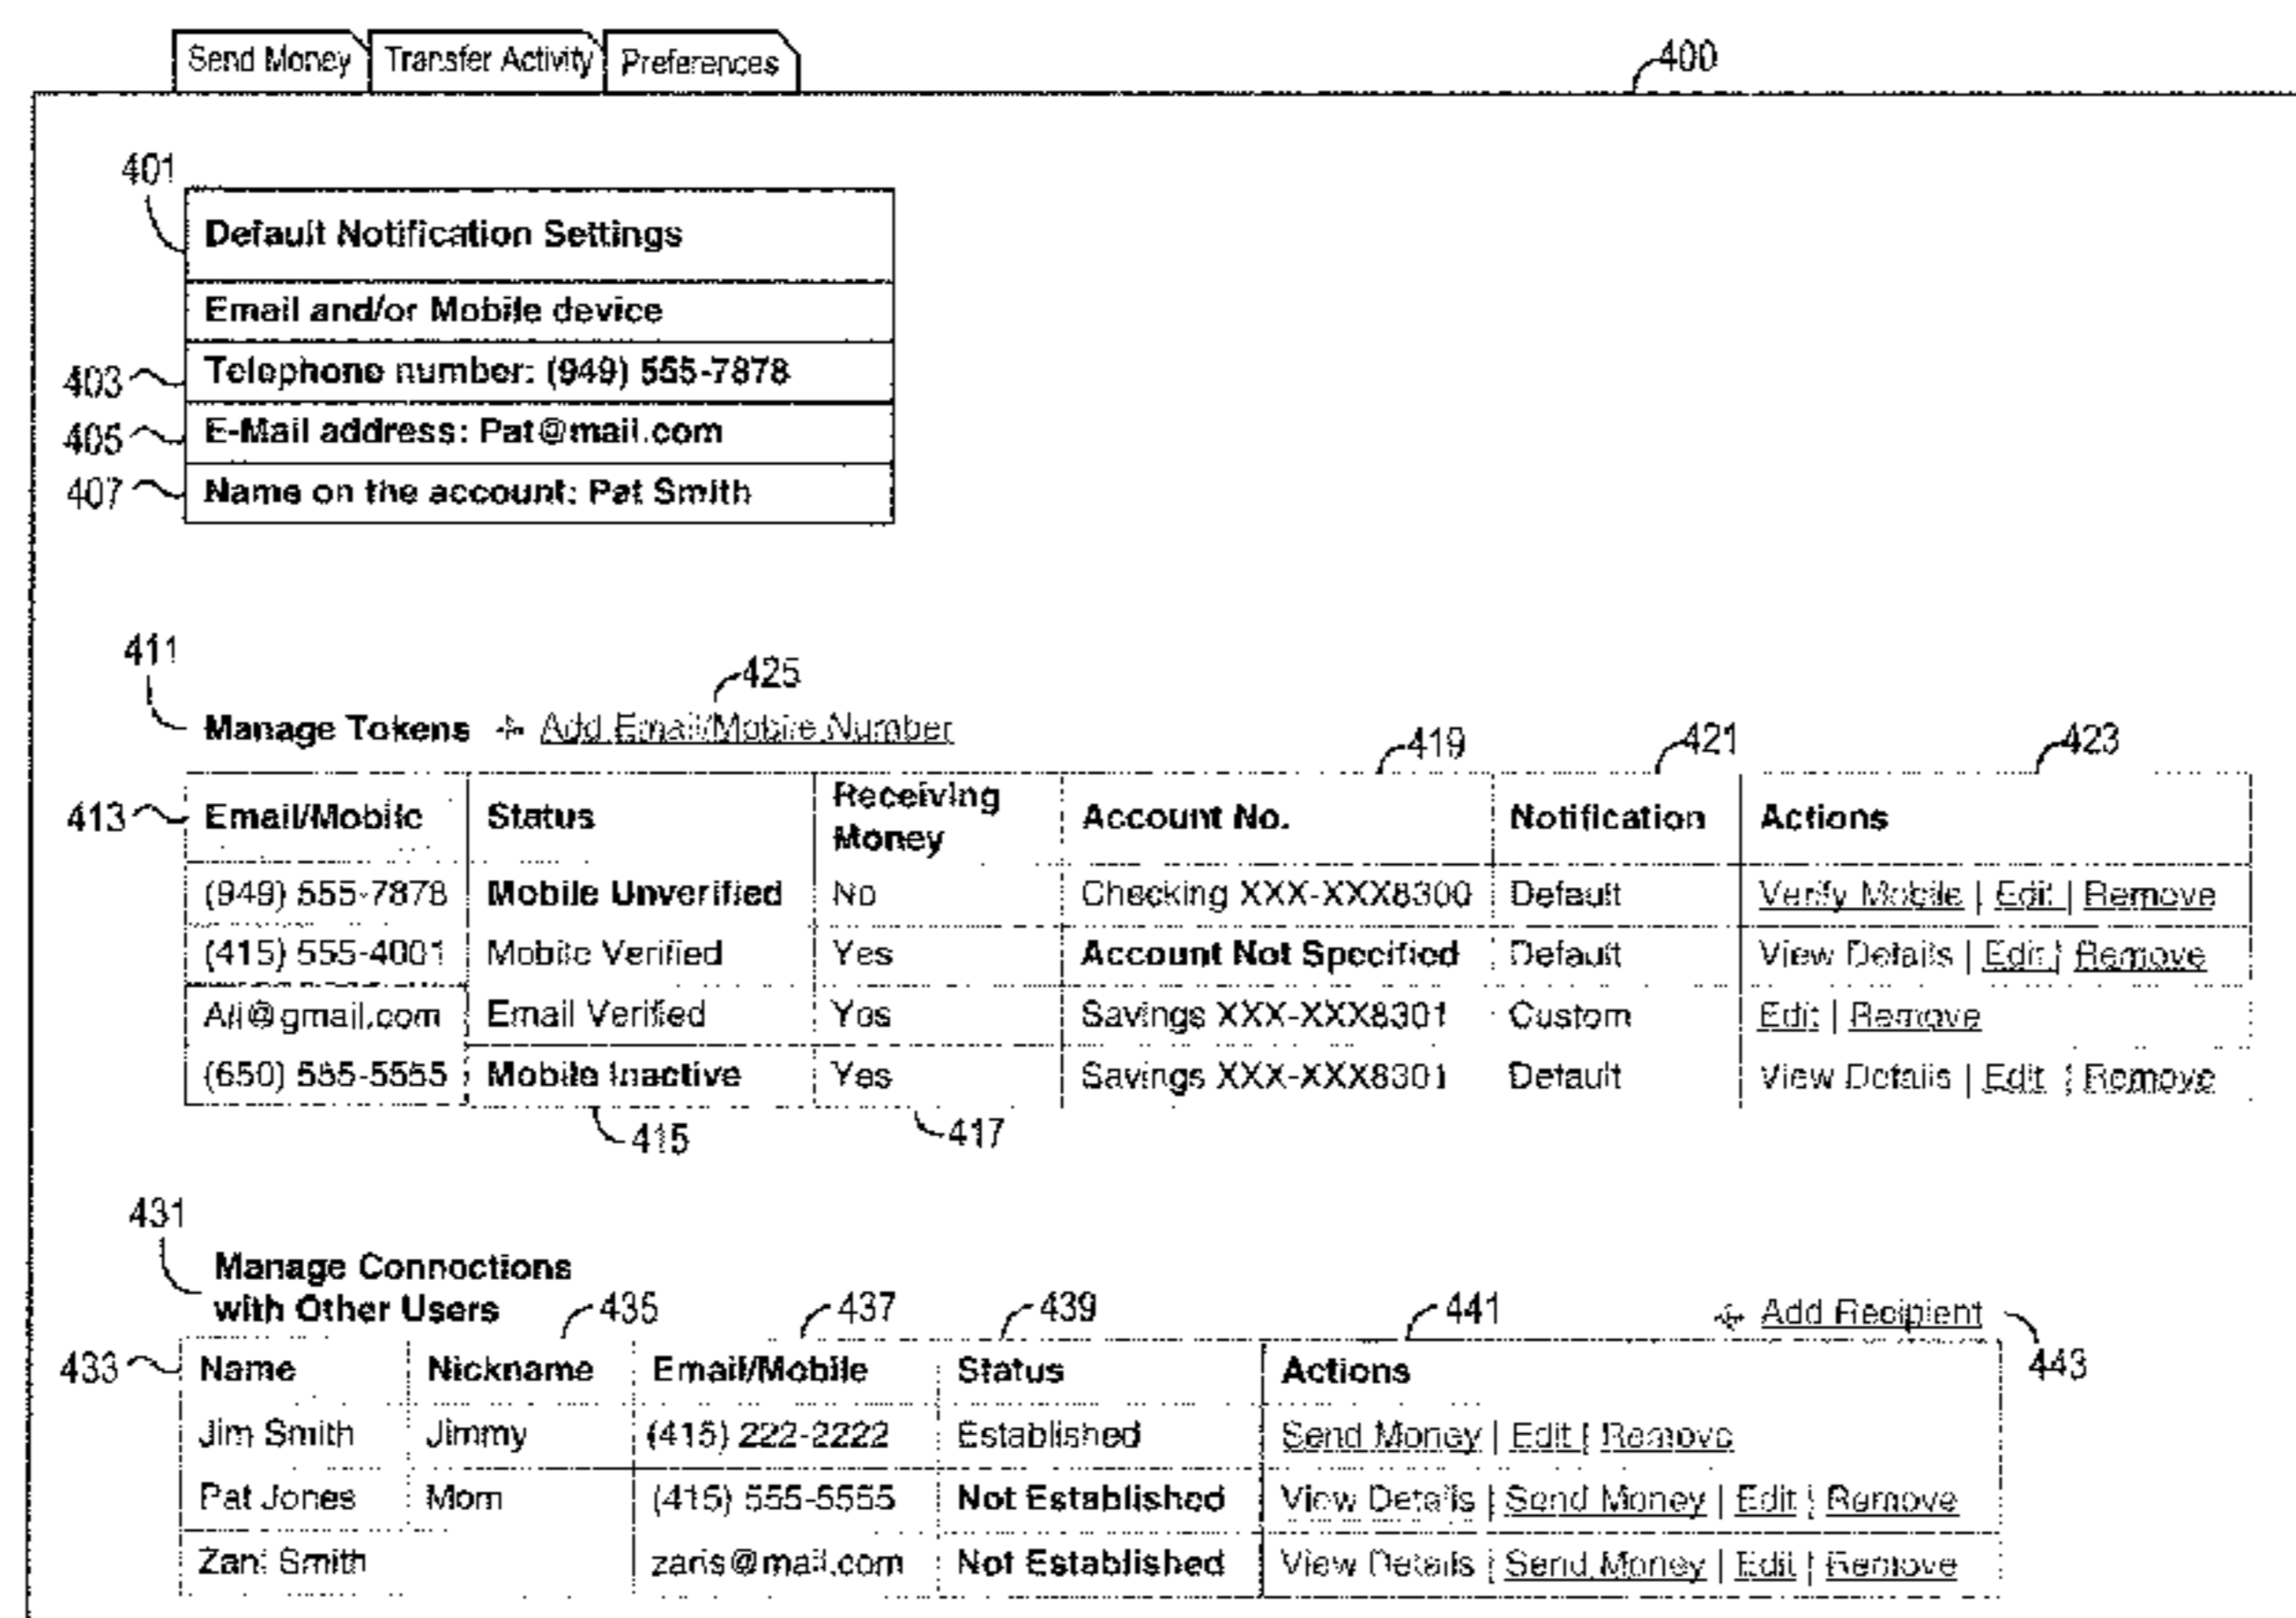 Send Money Transfer Activity Preferences
400
401
Default Notification Settings
Email and/or Mobile device
403 Telephone number: (949) 555-7878
405 E-Mail address: Pat@mail.com
407 Name on the account: Pat Smith
411
425
Manage Tokens + Add Email/Mobile Number
419 421 423
413 Email/Mobile Status Receiving Money Account No. Notification Actions
(949) 555-7878 Mobile Unverified No Checking XXX-XXX8300 Default Verify Mobile | Edit | Remove
(415) 555-4001 Mobile Verified Yes Account Not Specified Default View Details | Edit | Remove
Ali@gmail.com Email Verified Yes Savings XXX-XXX8301 Custom Edit | Remove
(650) 555-5555 Mobile Inactive Yes Savings XXX-XXX8301 Default View Details | Edit | Remove
415 417
431
Manage Connections
with Other Users 435 437 439 441 + Add Recipient
433 Name Nickname Email/Mobile Status Actions 443
Jim Smith Jimmy (415) 222-2222 Established Send Money | Edit | Remove
Pat Jones Mom (415) 555-5555 Not Established View Details | Send Money | Edit | Remove
Zani Smith zanis@mail.com Not Established View Details | Send Money | Edit | Remove